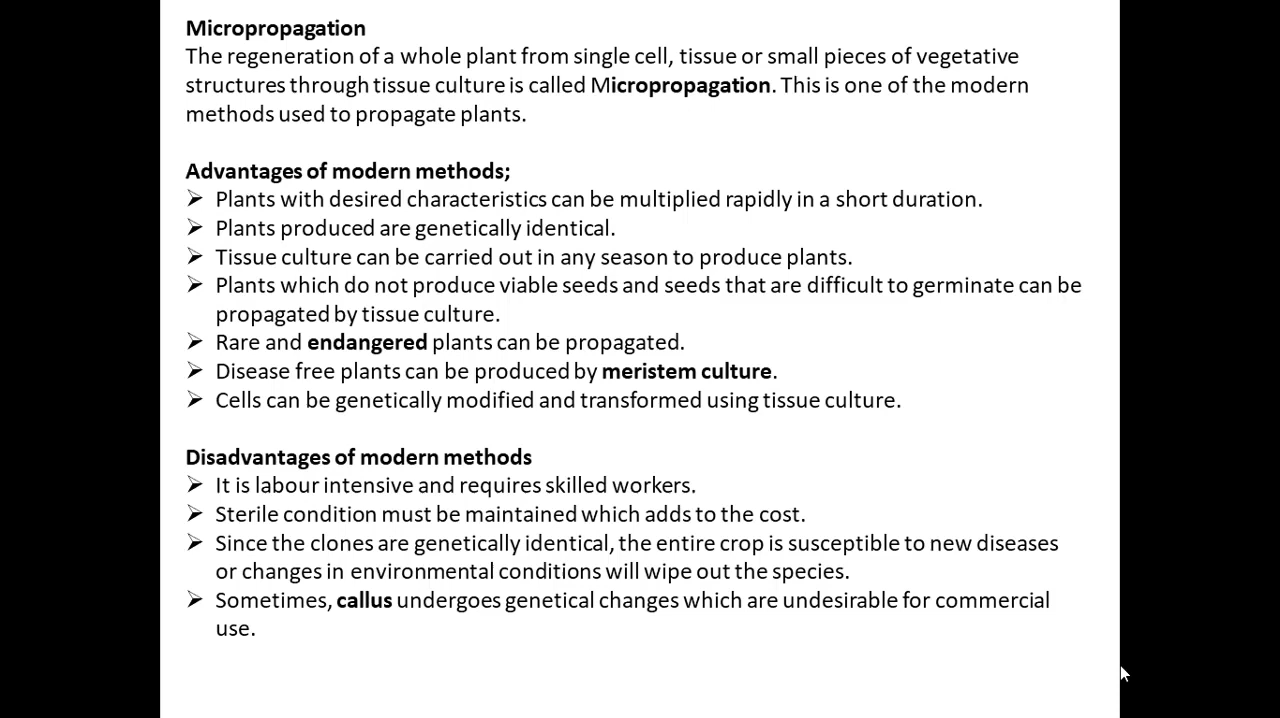 Micropropagation
The regeneration of a whole plant from single cell, tissue or small pieces of vegetative
structures through tissue culture is called Micropropagation. This is one of the modern
methods used to propagate plants.
Advantages of modern methods;
➢ Plants with desired characteristics can be multiplied rapidly in a short duration.
➢ Plants produced are genetically identical.
➢ Tissue culture can be carried out in any season to produce plants.
➢ Plants which do not produce viable seeds and seeds that are difficult to germinate can be
propagated by tissue culture.
➢ Rare and endangered plants can be propagated.
➢ Disease free plants can be produced by meristem culture.
➢ Cells can be genetically modified and transformed using tissue culture.
Disadvantages of modern methods
➢ It is labour intensive and requires skilled workers.
➢ Sterile condition must be maintained which adds to the cost.
➢ Since the clones are genetically identical, the entire crop is susceptible to new diseases
or changes in environmental conditions will wipe out the species.
➢ Sometimes, callus undergoes genetical changes which are undesirable for commercial
use.